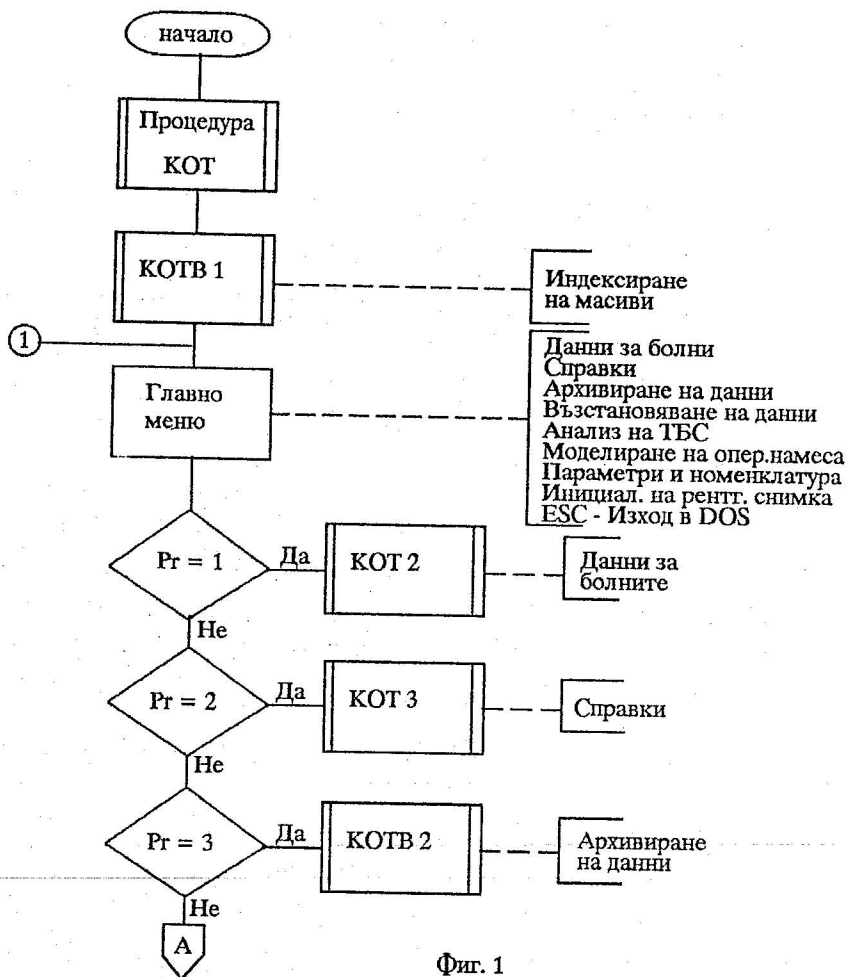 начало
Процедура
КОТ
КОТВ 1
Индексиране
на масиви
1
Главно
меню
Данни за болни
Справки
Архивиране на данни
Възстановяване на данни
Анализ на ТБС
Моделиране на опер.намеса
Параметри и номенклатура
Инициал. на рентг. снимка
ESC - Изход в DOS
Pr = 1
Да
КОТ 2
Данни за
болните
Не
Pr = 2
Да
КОТ 3
Справки
Не
Pr = 3
Да
КОТВ 2
Архивиране
на данни
Не
А
Фиг. 1